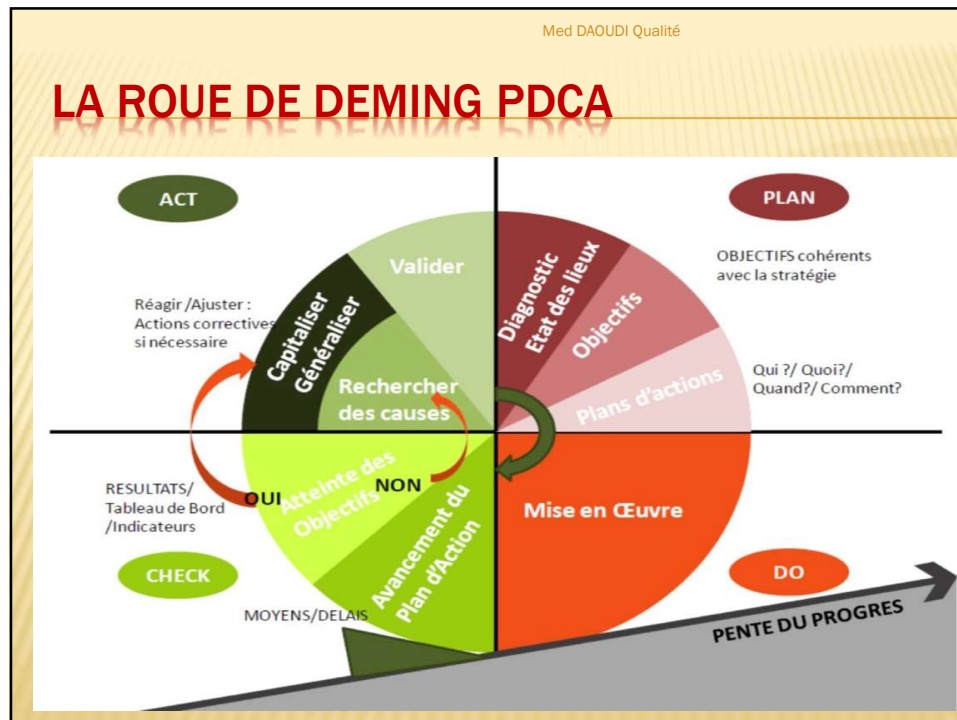 Med DAOUDI Qualité
LA ROUE DE DEMING PDCA
ACT
PLAN
Valider
Diagnostic
Etat des lieux
OBJECTIFS cohérents
avec la stratégie
Réagir /Ajuster :
Actions correctives
si nécessaire
Capitaliser
Généraliser
Objectifs
Rechercher
des causes
Plans d'actions
Qui ?/ Quoi?/
Quand?/ Comment?
RESULTATS/
Tableau de Bord
/Indicateurs
OUI
Atteinte des
Objectifs
NON
Avancement du
Plan d'Action
Mise en Œuvre
CHECK
DO
MOYENS/DELAIS
PENTE DU PROGRES